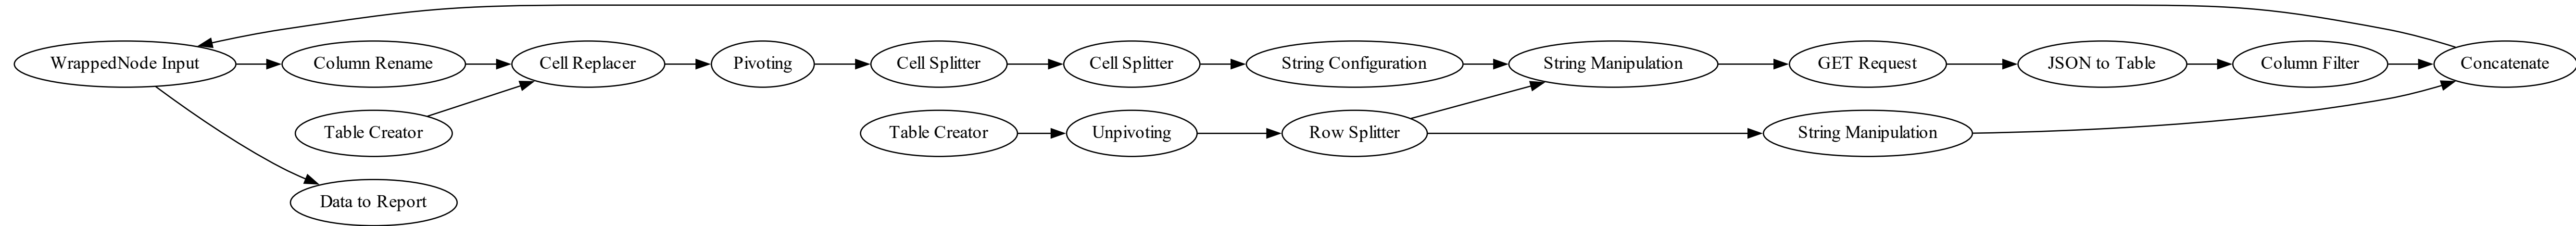 WrappedNode Input
Column Rename
Cell Replacer
Pivoting
Cell Splitter
Cell Splitter
String Configuration
String Manipulation
GET Request
JSON to Table
Column Filter
Concatenate
Table Creator
Table Creator
Unpivoting
Row Splitter
String Manipulation
Data to Report